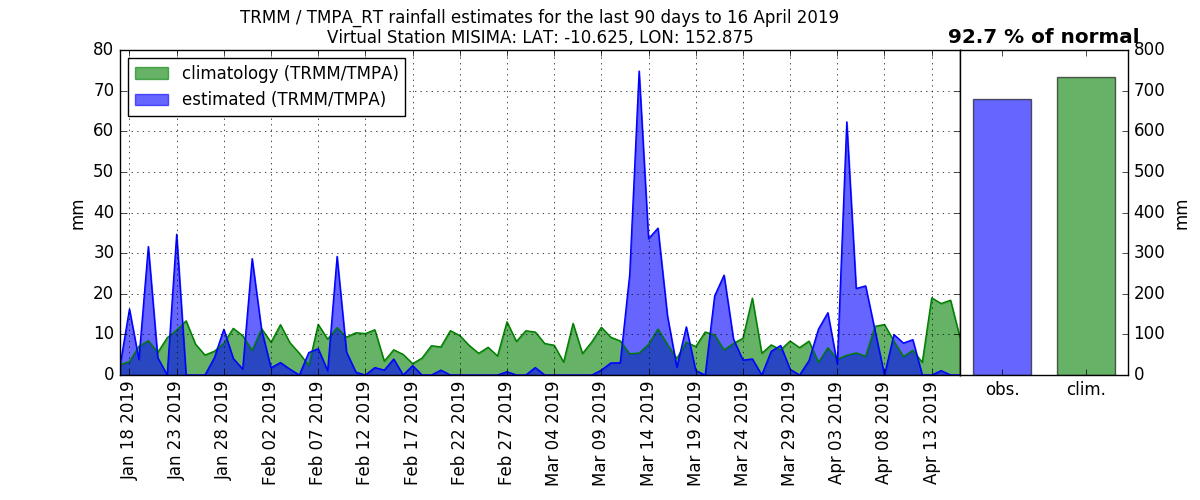 TRMM / TMPA_RT rainfall estimates for the last 90 days to 16 April 2019
Virtual Station MISIMA: LAT: -10.625, LON: 152.875
92.7 % of normal
climatology (TRMM/TMPA)
estimated (TRMM/TMPA)
mm
80
70
60
50
40
30
20
10
0
Jan 18 2019
Jan 23 2019
Jan 28 2019
Feb 02 2019
Feb 07 2019
Feb 12 2019
Feb 17 2019
Feb 22 2019
Feb 27 2019
Mar 04 2019
Mar 09 2019
Mar 14 2019
Mar 19 2019
Mar 24 2019
Mar 29 2019
Apr 03 2019
Apr 08 2019
Apr 13 2019
obs.
clim.
800
700
600
500
400
300
200
100
0
mm